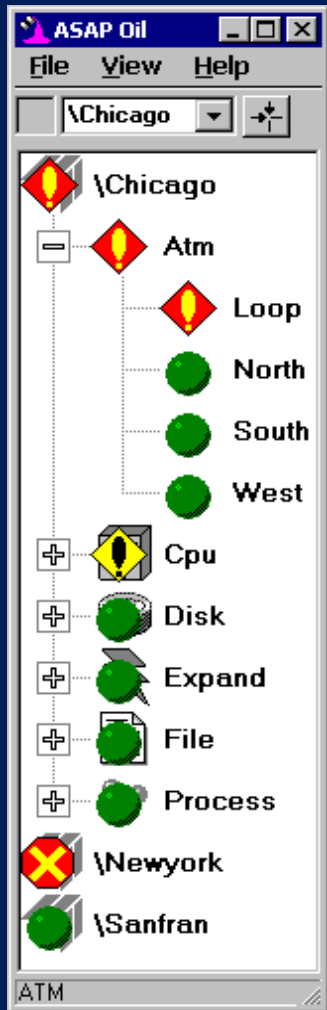 ASAP Oil
File View Help
\Chicago
\Chicago
Atm
Loop
North
South
West
Cpu
Disk
Expand
File
Process
\Newyork
\Sanfran
ATM